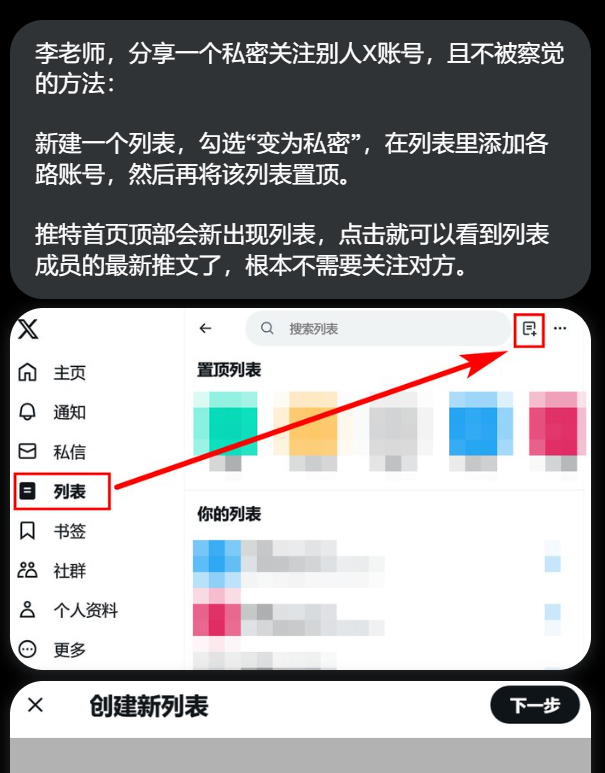 李老师，分享一个私密关注别人X账号，且不被察觉
的方法：
新建一个列表，勾选“变为私密”，在列表里添加各
路账号，然后再将该列表置顶。
推特首页顶部会新出现列表，点击就可以看到列表
成员的最新推文了，根本不需要关注对方。
搜索列表
主页
置顶列表
通知
私信
列表
你的列表
书签
社群
个人资料
更多
创建新列表
下一步